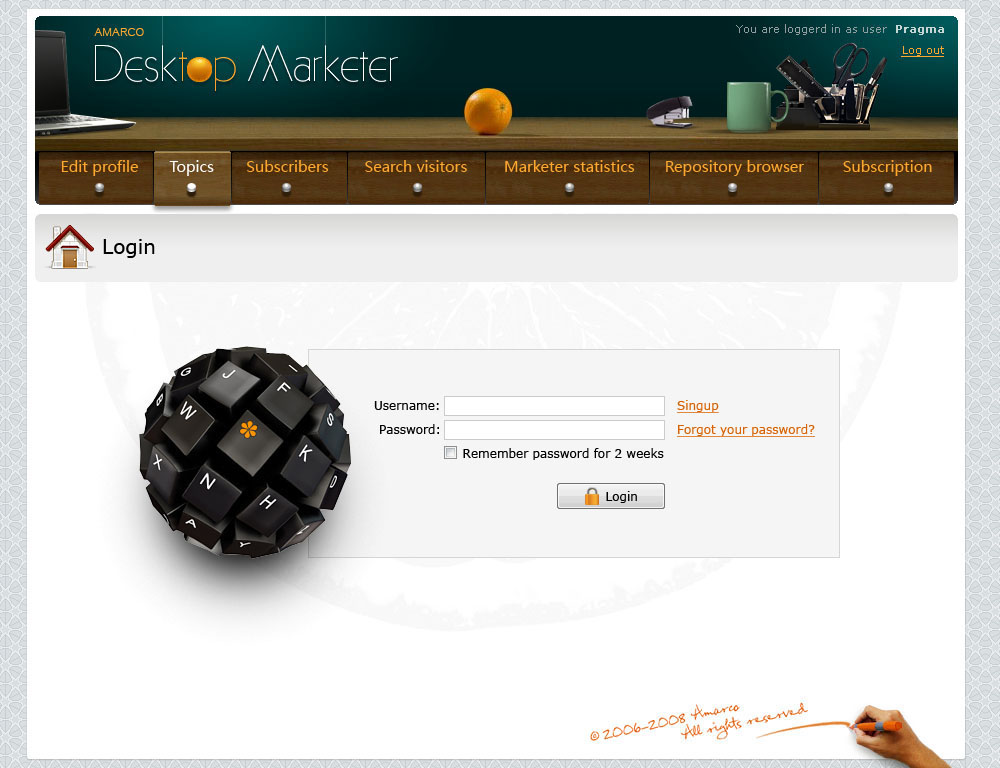 AMARCO
Desktop Marketer
You are loggerd in as user Pragma
Log out
Edit profile Topics Subscribers Search visitors Marketer statistics Repository browser Subscription
Login
G J I
F
W S
X K
N D
H
A Y
Username: Singup
Password: Forgot your password?
Remember password for 2 weeks
Login
© 2006-2008 Amarco
All rights reserved